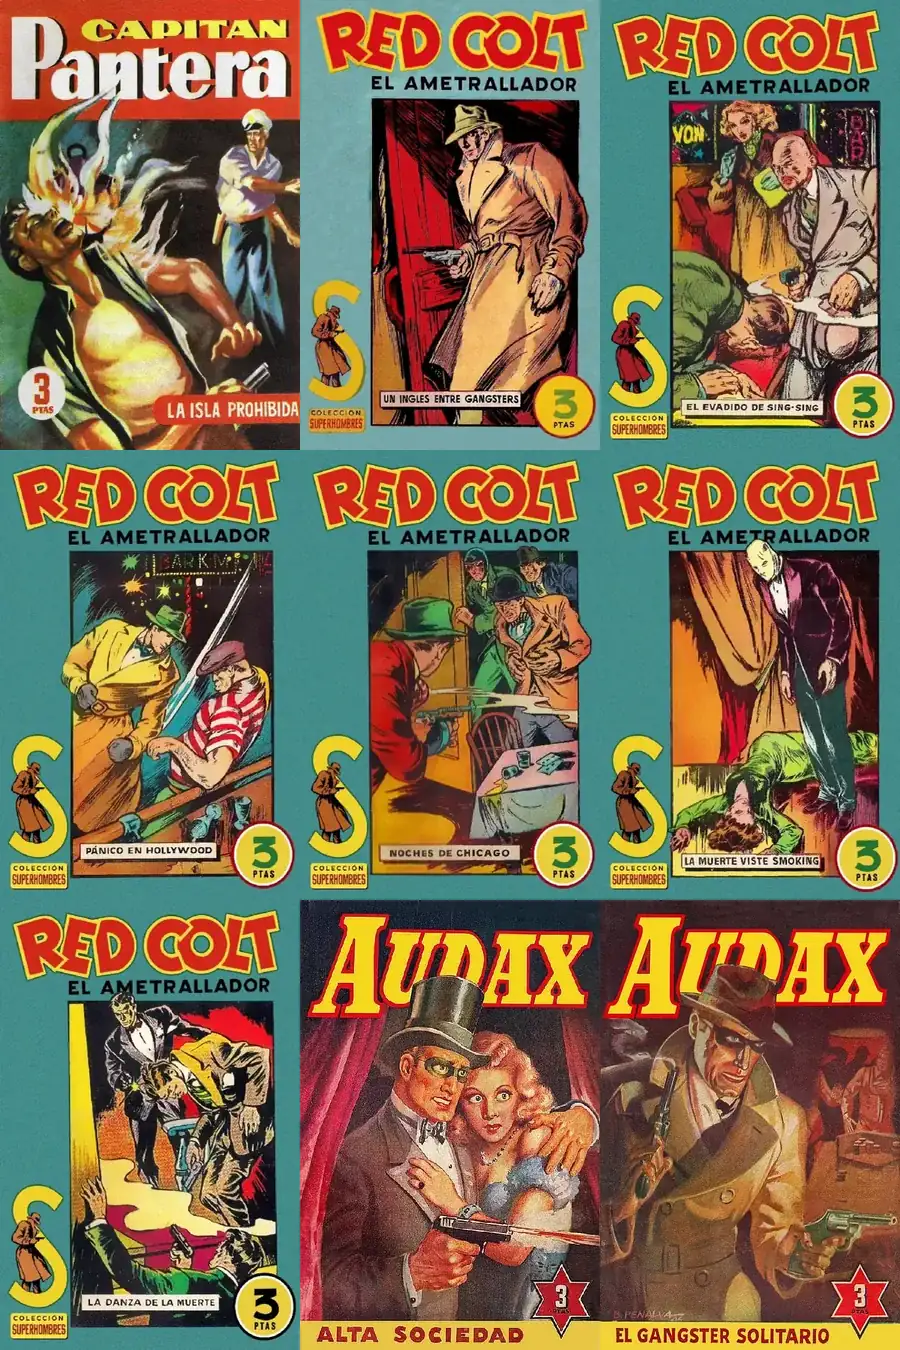 CAPITAN
Pantera
3
PTAS
LA ISLA PROHIBIDA
RED COLT
EL AMETRALLADOR
UN INGLES ENTRE GANGSTERS
S
COLECCIÓN
SUPERHOMBRES
3
PTAS
RED COLT
EL AMETRALLADOR
YON
BAR
EL EVADIDO DE SING-SING
S
COLECCIÓN
SUPERHOMBRES
3
PTAS
RED COLT
EL AMETRALLADOR
PÁNICO EN HOLLYWOOD
S
COLECCIÓN
SUPERHOMBRES
3
PTAS
RED COLT
EL AMETRALLADOR
NOCHES DE CHICAGO
S
COLECCIÓN
SUPERHOMBRES
3
PTAS
RED COLT
EL AMETRALLADOR
LA MUERTE VISTE SMOKING
S
COLECCIÓN
SUPERHOMBRES
3
PTAS
RED COLT
EL AMETRALLADOR
LA DANZA DE LA MUERTE
S
COLECCIÓN
SUPERHOMBRES
3
PTAS
AUDAX
3
PTAS
ALTA SOCIEDAD
AUDAX
3
PTAS
EL GANGSTER SOLITARIO